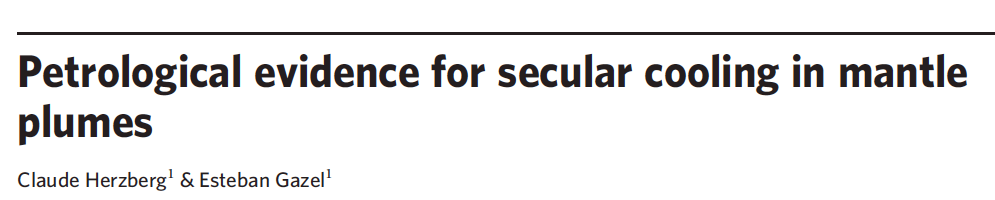 Petrological evidence for secular cooling in mantle
plumes
Claude Herzberg¹ & Esteban Gazel¹